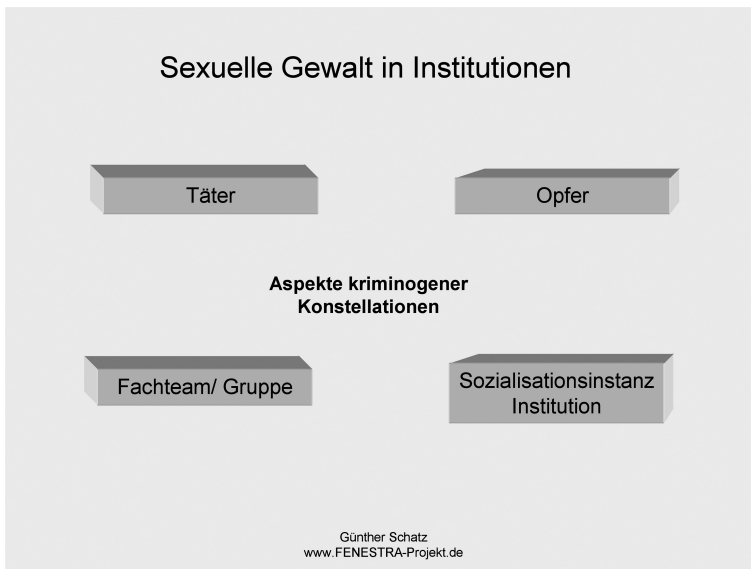 Sexuelle Gewalt in Institutionen
Täter
Opfer
Aspekte kriminogener
Konstellationen
Fachteam/ Gruppe
Sozialisationsinstanz
Institution
Günther Schatz
www.FENESTRA-Projekt.de